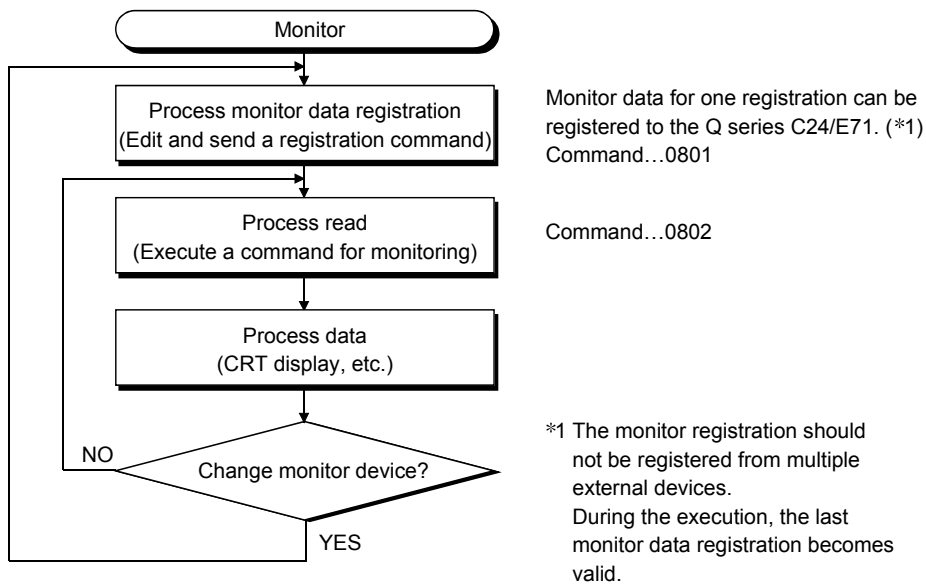 Monitor
Process monitor data registration
(Edit and send a registration command)
Monitor data for one registration can be
registered to the Q series C24/E71. (*1)
Command…0801
Process read
(Execute a command for monitoring)
Command…0802
Process data
(CRT display, etc.)
Change monitor device?
NO
YES
*1 The monitor registration should
not be registered from multiple
external devices.
During the execution, the last
monitor data registration becomes
valid.